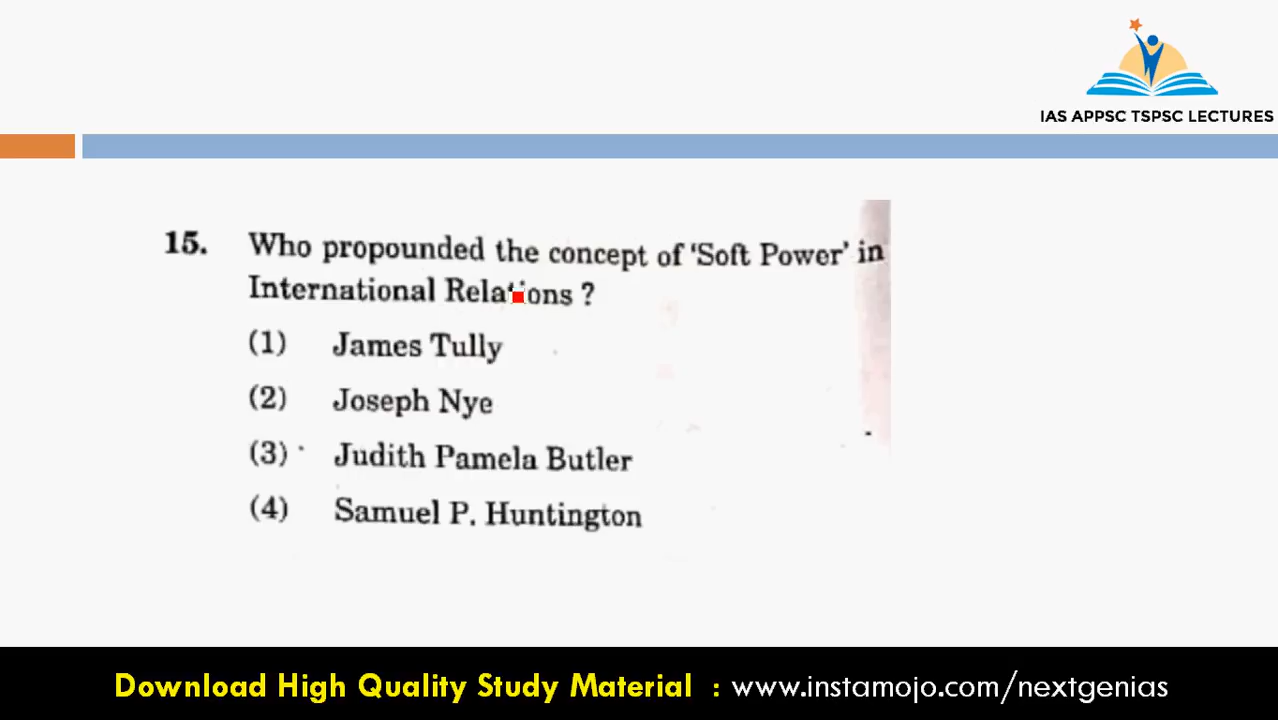 IAS APPSC TSPSC LECTURES
15. Who propounded the concept of 'Soft Power' in
International Relations ?
(1) James Tully
(2) Joseph Nye
(3) Judith Pamela Butler
(4) Samuel P. Huntington
Download High Quality Study Material : www.instamojo.com/nextgenias